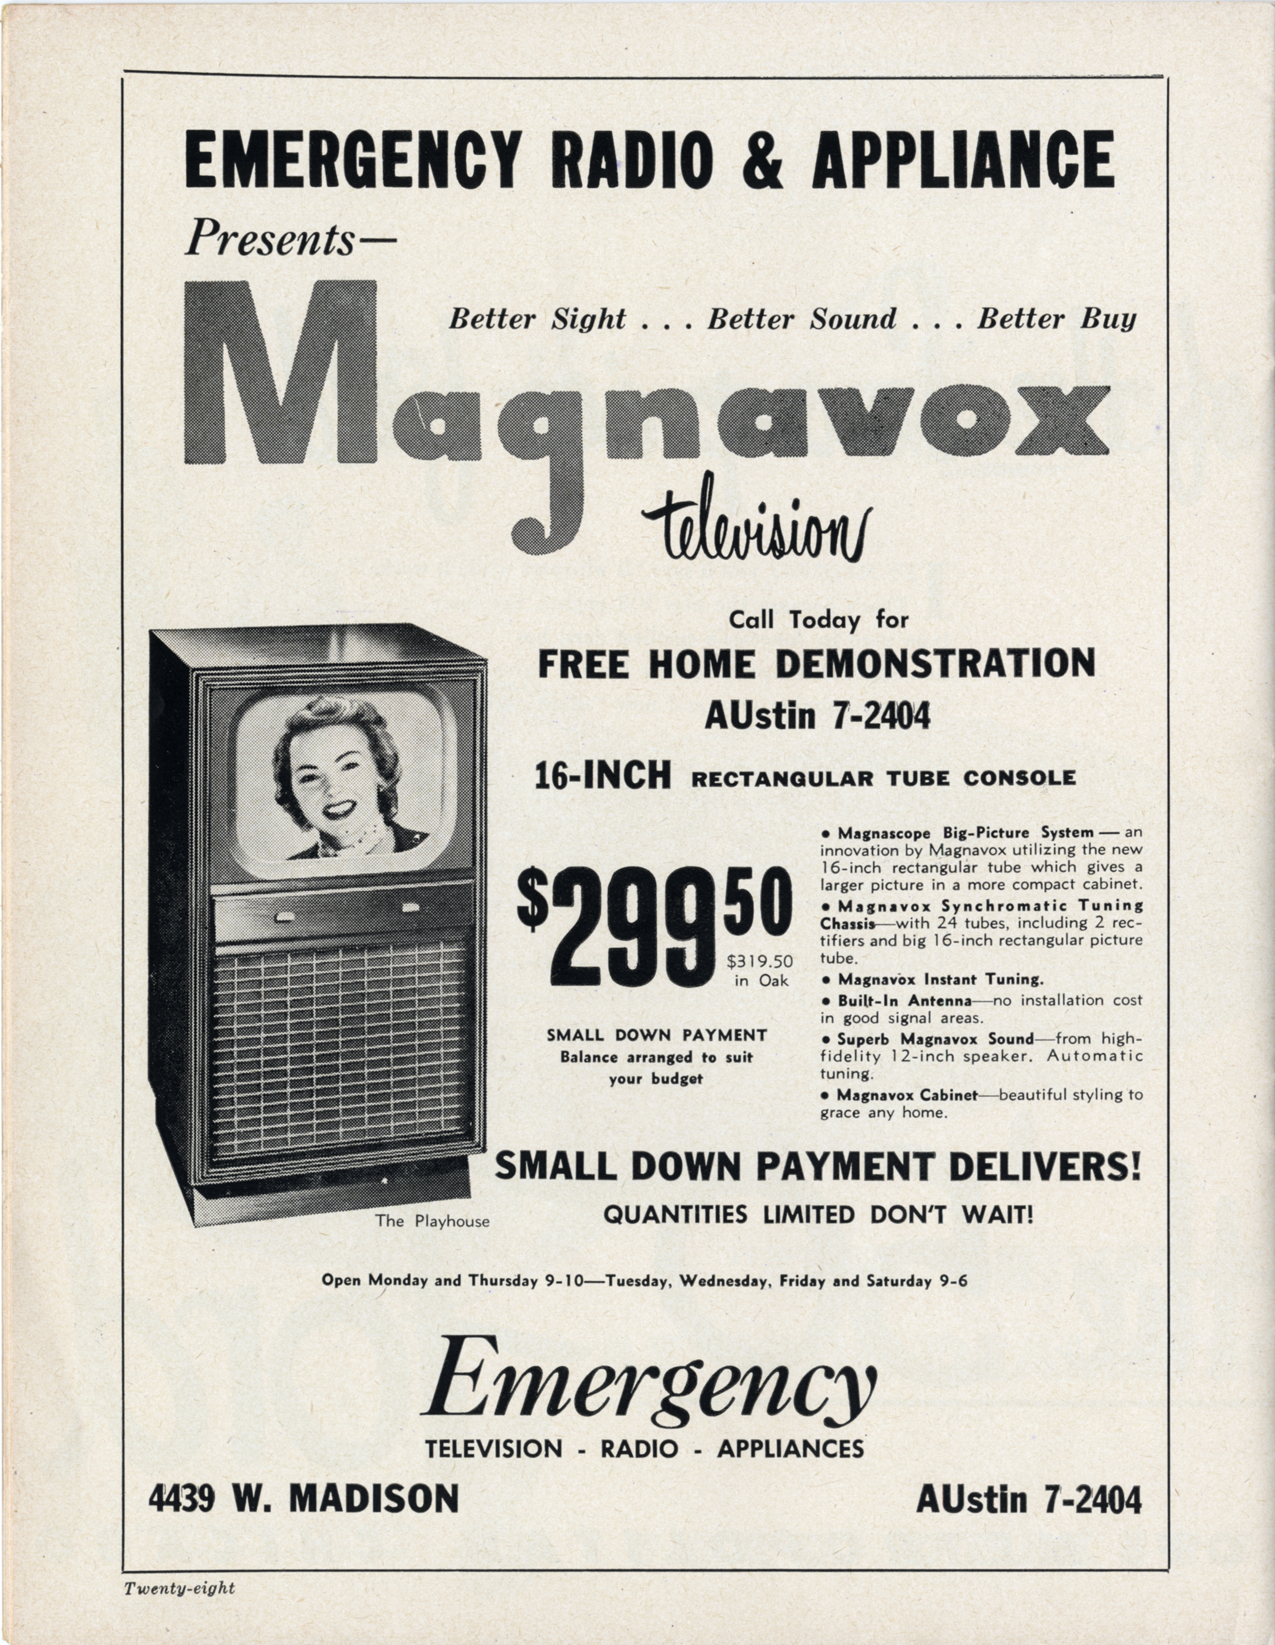 EMERGENCY RADIO & APPLIANCE
Presents—
Better Sight . . . Better Sound . . . Better Buy
Magnavox
television
Call Today for
FREE HOME DEMONSTRATION
AUstin 7-2404
16-INCH RECTANGULAR TUBE CONSOLE
$299.50
$319.50
in Oak
SMALL DOWN PAYMENT
Balance arranged to suit
your budget
• Magnascope Big-Picture System — an
innovation by Magnavox utilizing the new
16-inch rectangular tube which gives a
larger picture in a more compact cabinet.
• Magnavox Synchromatic Tuning
Chassis—with 24 tubes, including 2 rec-
tifiers and big 16-inch rectangular picture
tube.
• Magnavox Instant Tuning.
• Built-In Antenna—no installation cost
in good signal areas.
• Superb Magnavox Sound—from high-
fidelity 12-inch speaker. Automatic
tuning.
• Magnavox Cabinet—beautiful styling to
grace any home.
SMALL DOWN PAYMENT DELIVERS!
QUANTITIES LIMITED DON'T WAIT!
The Playhouse
Open Monday and Thursday 9-10—Tuesday, Wednesday, Friday and Saturday 9-6
Emergency
TELEVISION - RADIO - APPLIANCES
4439 W. MADISON AUstin 7-2404
Twenty-eight